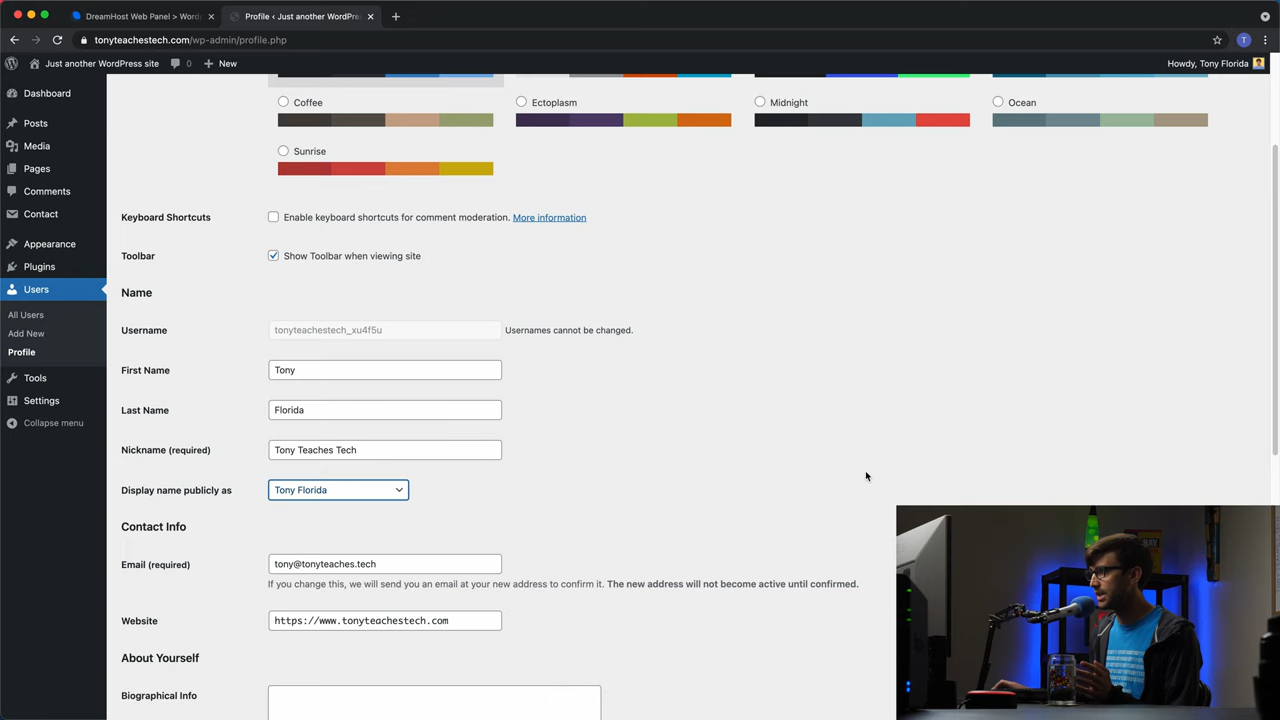 DreamHost Web Panel > Word
Profile ‹ Just another WordPres
tonyteachestech.com/wp-admin/profile.php
T
Just another WordPress site
0
New
Howdy, Tony Florida
Dashboard
Posts
Media
Pages
Comments
Contact
Appearance
Plugins
Users
All Users
Add New
Profile
Tools
Settings
Collapse menu
Coffee
Ectoplasm
Midnight
Ocean
Sunrise
Keyboard Shortcuts
Enable keyboard shortcuts for comment moderation. More information
Toolbar
Show Toolbar when viewing site
Name
Username
tonyteachestech_xu4f5u
Usernames cannot be changed.
First Name
Tony
Last Name
Florida
Nickname (required)
Tony Teaches Tech
Display name publicly as
Tony Florida
Contact Info
Email (required)
tony@tonyteaches.tech
If you change this, we will send you an email at your new address to confirm it. The new address will not become active until confirmed.
Website
https://www.tonyteachestech.com
About Yourself
Biographical Info